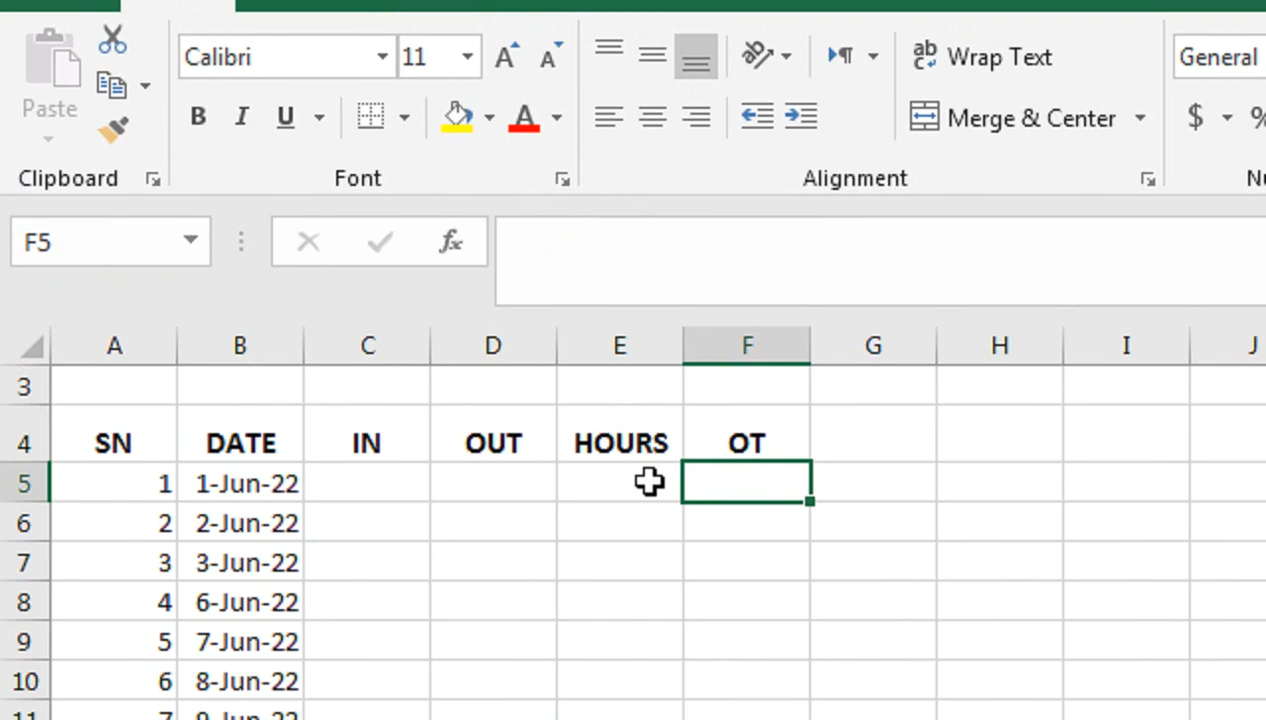 Calibri 11 ab Wrap Text General
Paste B I U A Merge & Center $ %
Clipboard Font Alignment
F5 fx
A B C D E F G H I J
3
4 SN DATE IN OUT HOURS OT
5 1 1-Jun-22
6 2 2-Jun-22
7 3 3-Jun-22
8 4 6-Jun-22
9 5 7-Jun-22
10 6 8-Jun-22
11 7 9-Jun-22